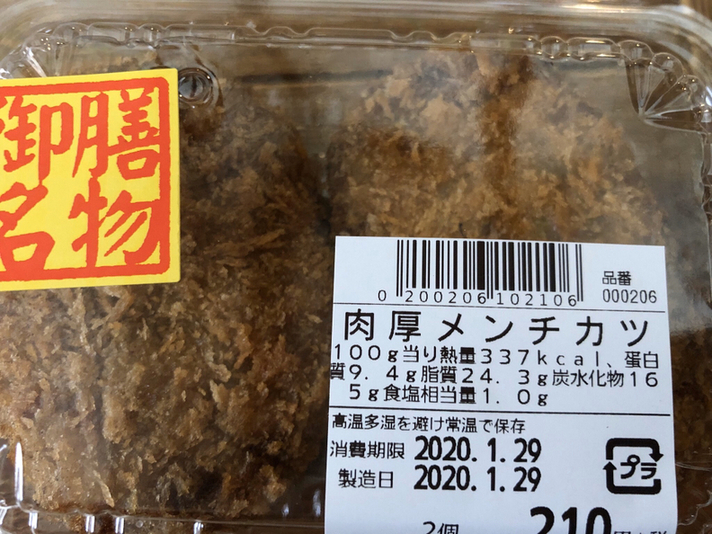 御膳
名物
品番
000206
0 200206 102106
肉厚メンチカツ
100g当り熱量337kcal、蛋白
質9.4g脂質24.3g炭水化物16
5g食塩相当量1.0g
高温多湿を避け常温で保存
消費期限 2020.1.29
製造日 2020.1.29
プラ
2個 210円